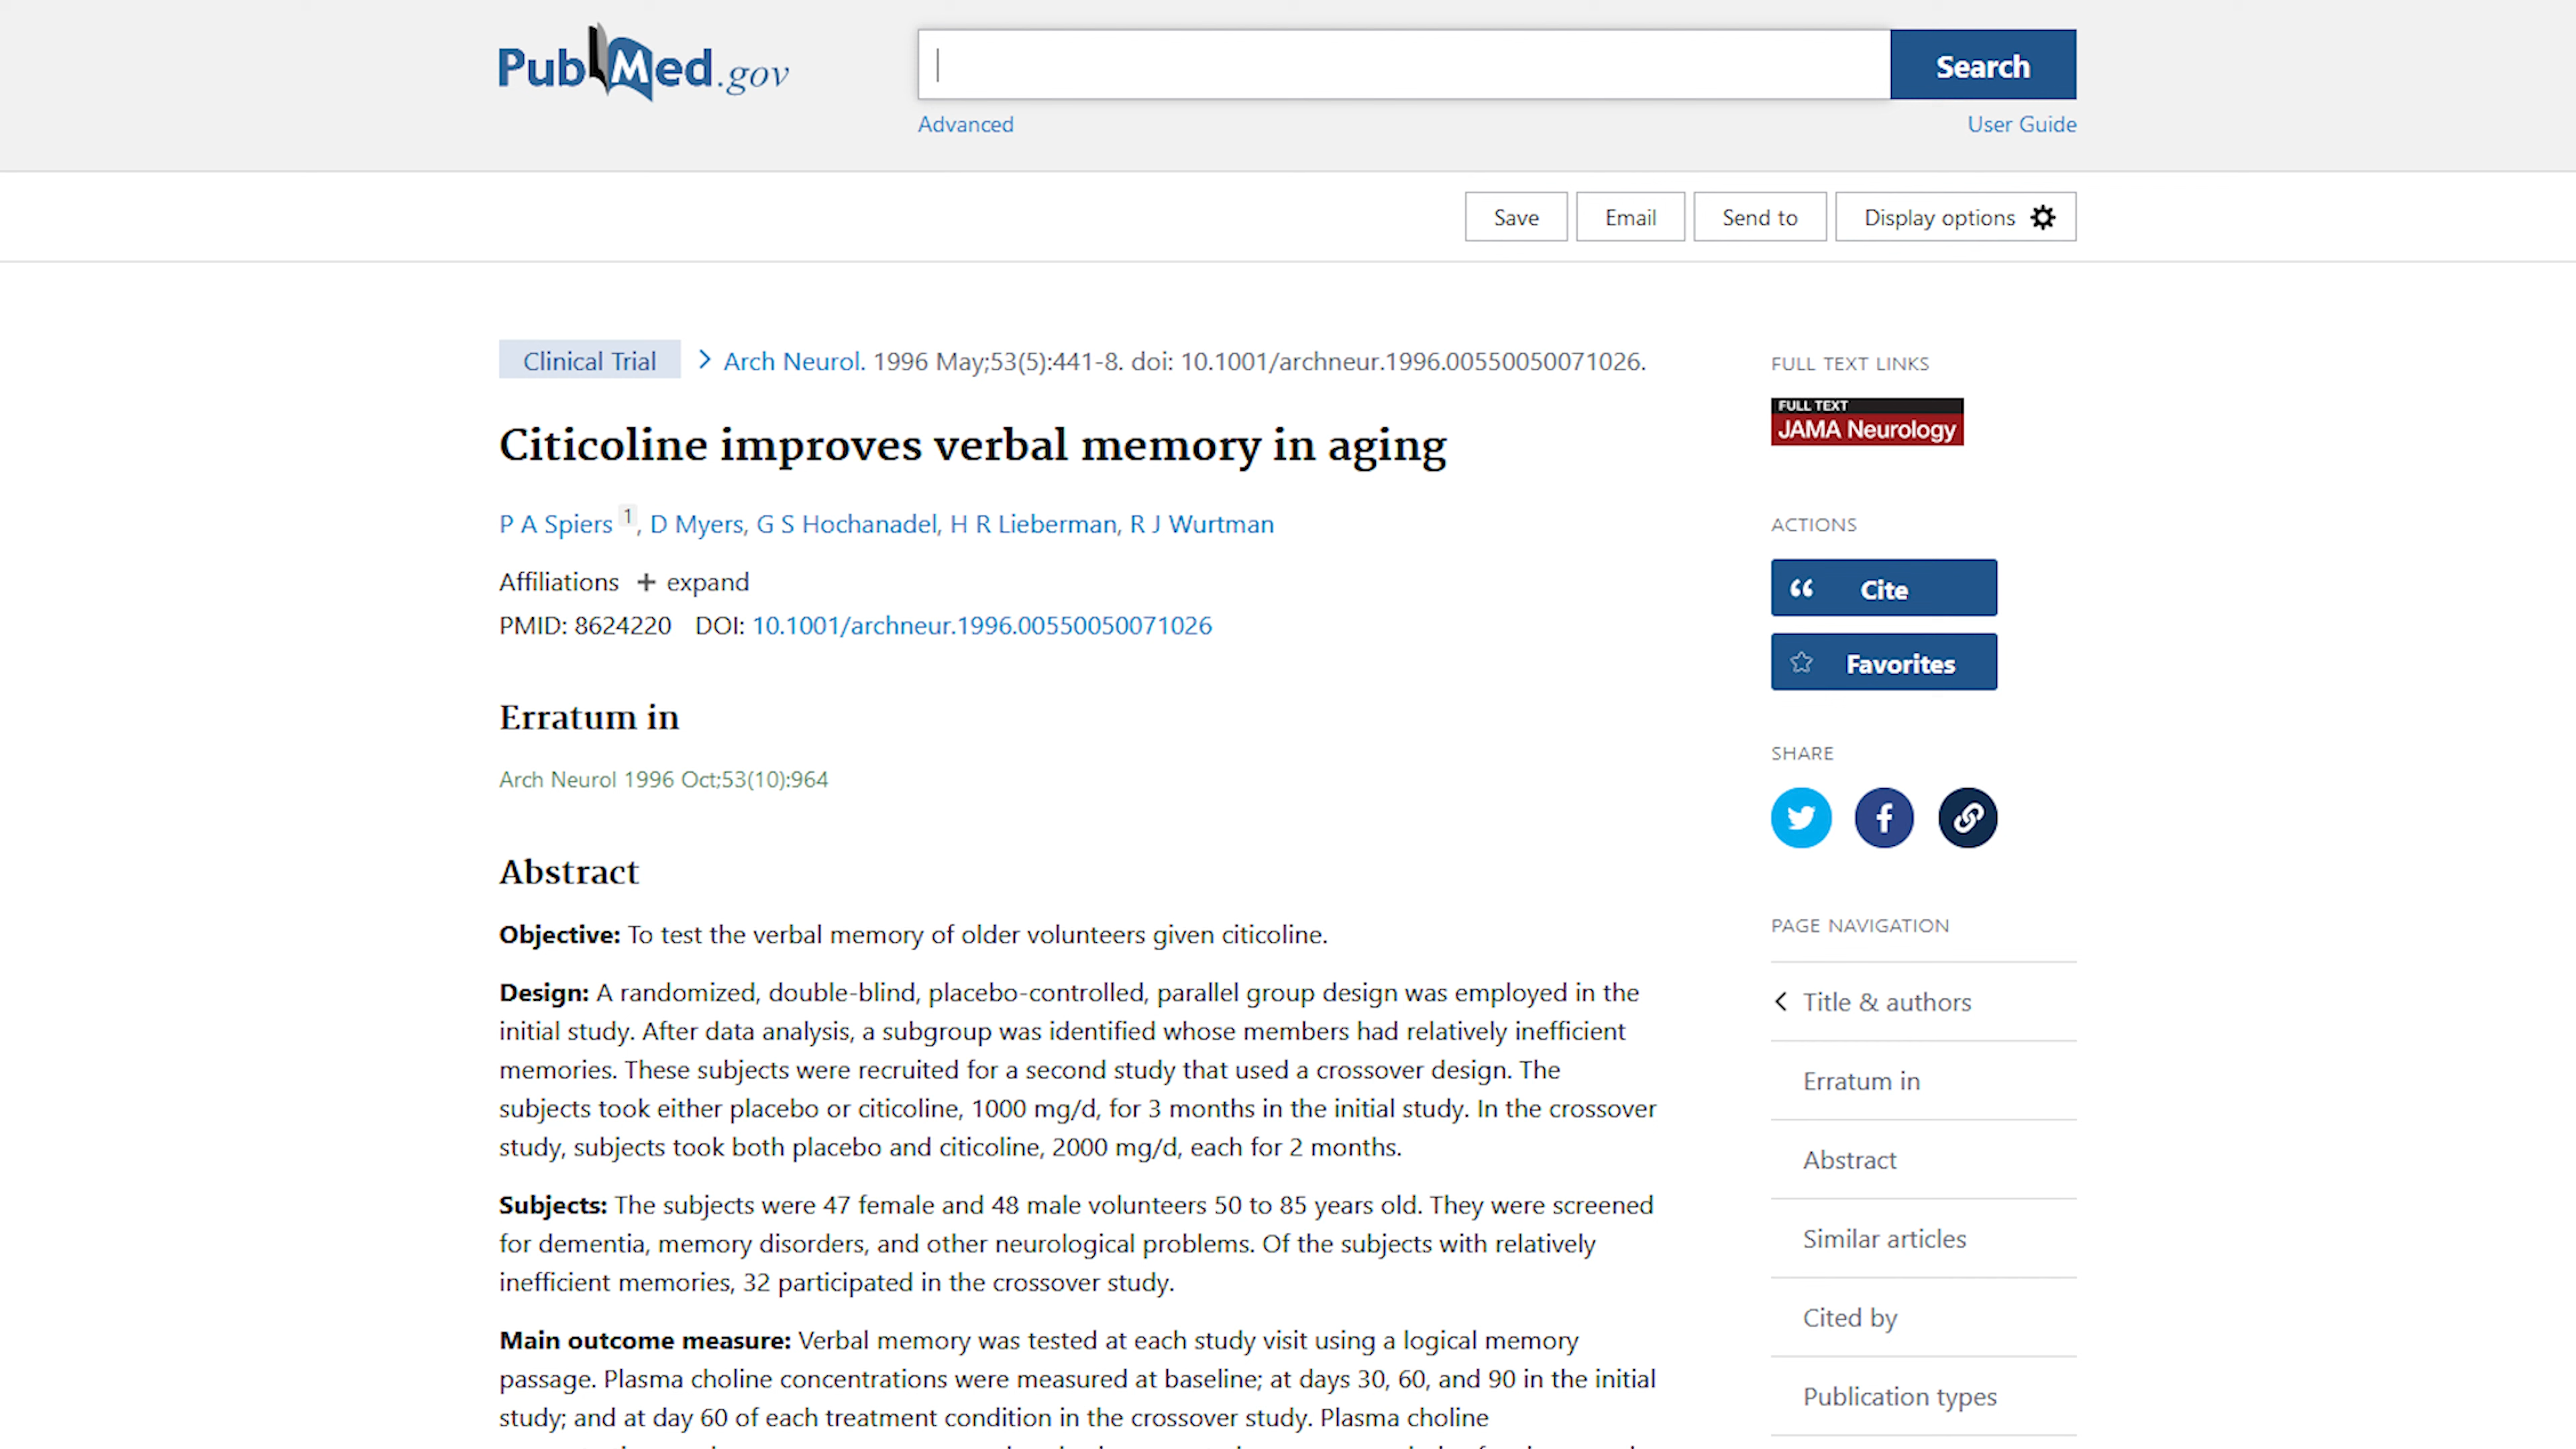 PubMed.gov
Search
Advanced
User Guide
Save
Email
Send to
Display options
Clinical Trial
Arch Neurol. 1996 May;53(5):441-8. doi: 10.1001/archneur.1996.00550050071026.
Citicoline improves verbal memory in aging
P A Spiers 1, D Myers, G S Hochanadel, H R Lieberman, R J Wurtman
Affiliations + expand
PMID: 8624220 DOI: 10.1001/archneur.1996.00550050071026
Erratum in
Arch Neurol 1996 Oct;53(10):964
Abstract
Objective: To test the verbal memory of older volunteers given citicoline.
Design: A randomized, double-blind, placebo-controlled, parallel group design was employed in the
initial study. After data analysis, a subgroup was identified whose members had relatively inefficient
memories. These subjects were recruited for a second study that used a crossover design. The
subjects took either placebo or citicoline, 1000 mg/d, for 3 months in the initial study. In the crossover
study, subjects took both placebo and citicoline, 2000 mg/d, each for 2 months.
Subjects: The subjects were 47 female and 48 male volunteers 50 to 85 years old. They were screened
for dementia, memory disorders, and other neurological problems. Of the subjects with relatively
inefficient memories, 32 participated in the crossover study.
Main outcome measure: Verbal memory was tested at each study visit using a logical memory
passage. Plasma choline concentrations were measured at baseline; at days 30, 60, and 90 in the initial
study; and at day 60 of each treatment condition in the crossover study. Plasma choline
FULL TEXT LINKS
FULL TEXT
JAMA Neurology
ACTIONS
Cite
Favorites
SHARE
PAGE NAVIGATION
Title & authors
Erratum in
Abstract
Similar articles
Cited by
Publication types